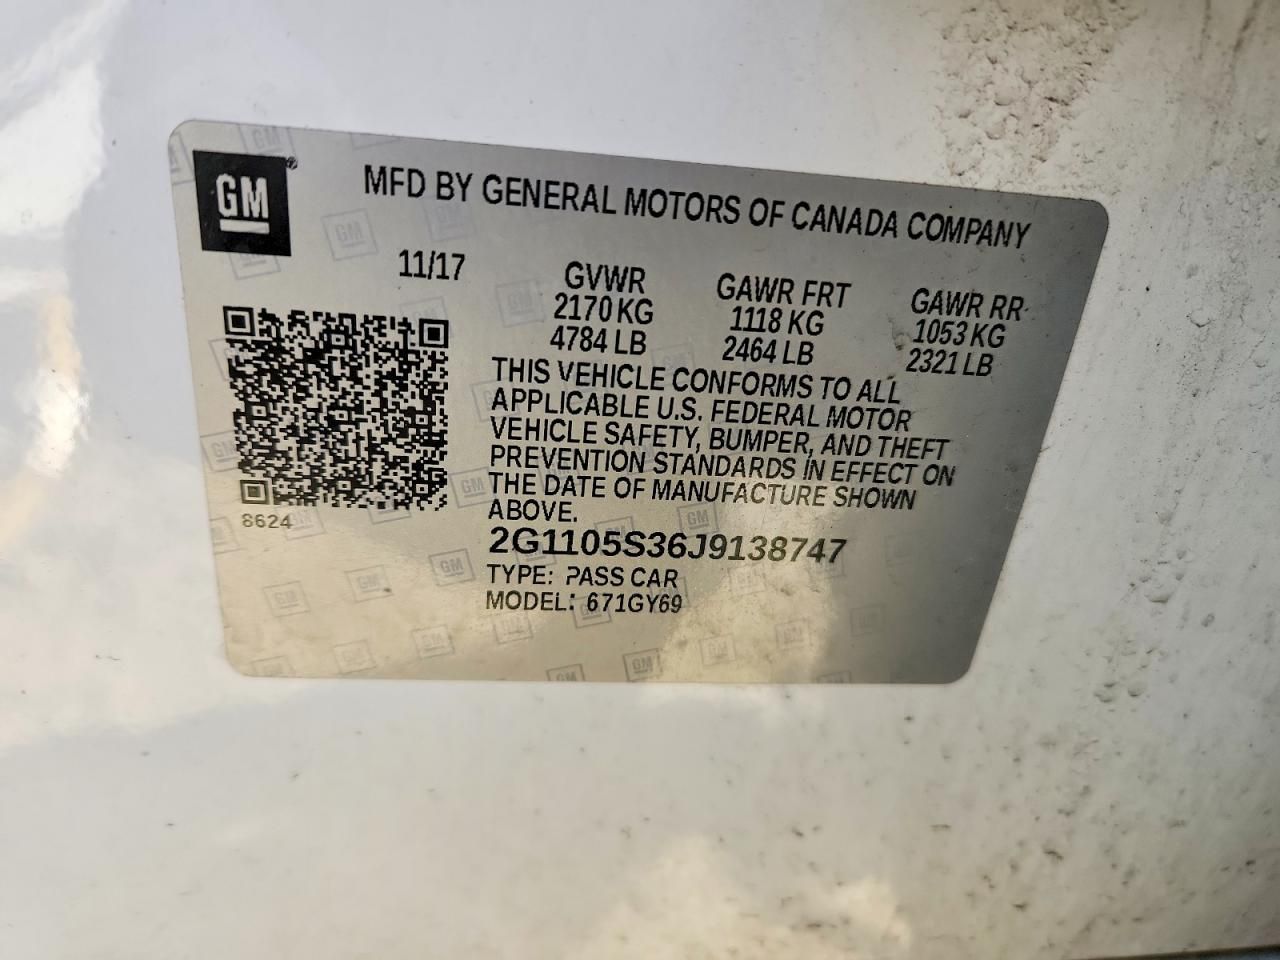 GM
MFD BY GENERAL MOTORS OF CANADA COMPANY
11/17
GVWR
2170 KG
4784 LB
GAWR FRT
1118 KG
2464 LB
GAWR RR
1053 KG
2321 LB
THIS VEHICLE CONFORMS TO ALL
APPLICABLE U.S. FEDERAL MOTOR
VEHICLE SAFETY, BUMPER, AND THEFT
PREVENTION STANDARDS IN EFFECT ON
THE DATE OF MANUFACTURE SHOWN
ABOVE.
8624
2G1105S36J9138747
TYPE: PASS CAR
MODEL: 671GY69